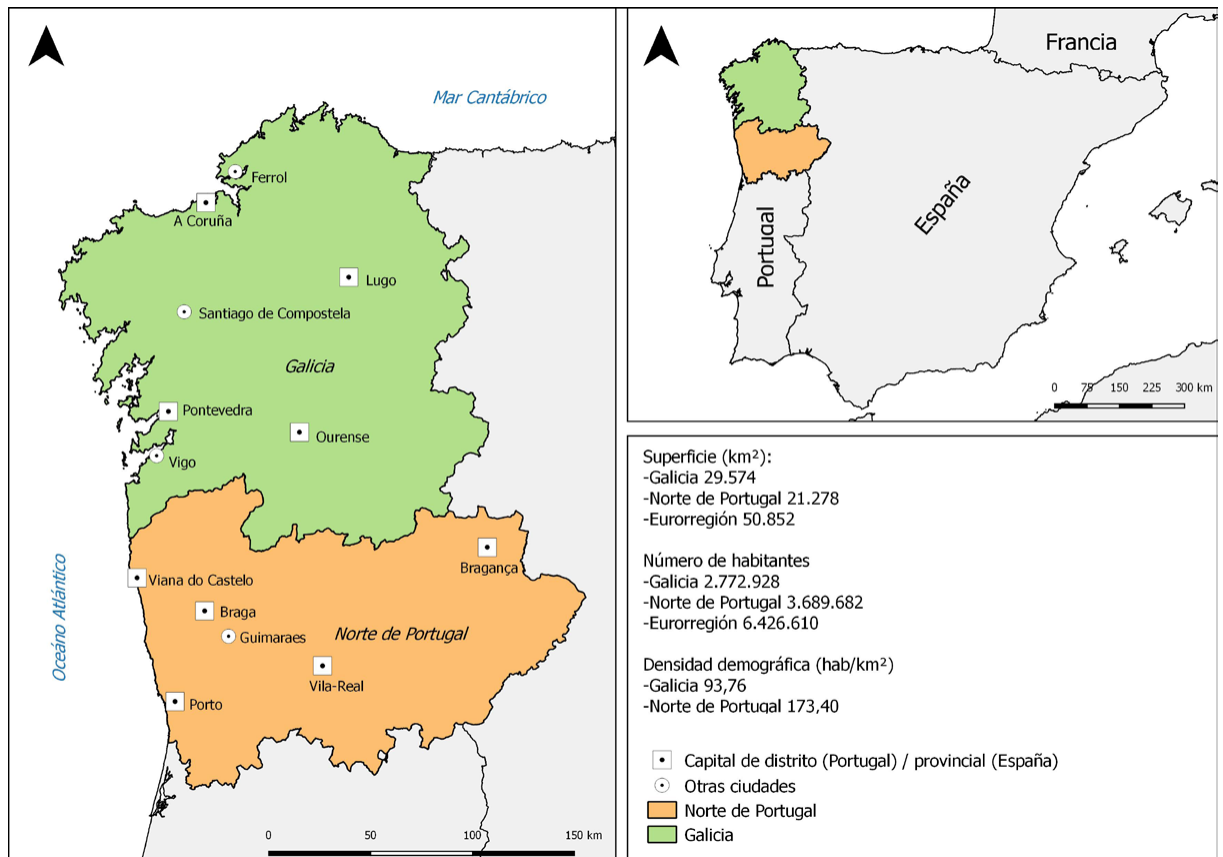 Mar Cantábrico
Ferrol
A Coruña
Lugo
Santiago de Compostela
Galicia
Pontevedra
Ourense
Vigo
Bragança
Viana do Castelo
Braga
Guimaraes
Norte de Portugal
Vila-Real
Porto
Oceáno Atlántico
0 50 100 150 km
Francia
España
Portugal
0 75 150 225 300 km
Superficie (km²):
-Galicia 29.574
-Norte de Portugal 21.278
-Eurorregión 50.852
Número de habitantes
-Galicia 2.772.928
-Norte de Portugal 3.689.682
-Eurorregión 6.426.610
Densidad demográfica (hab/km²)
-Galicia 93,76
-Norte de Portugal 173,40
Capital de distrito (Portugal) / provincial (España)
Otras ciudades
Norte de Portugal
Galicia